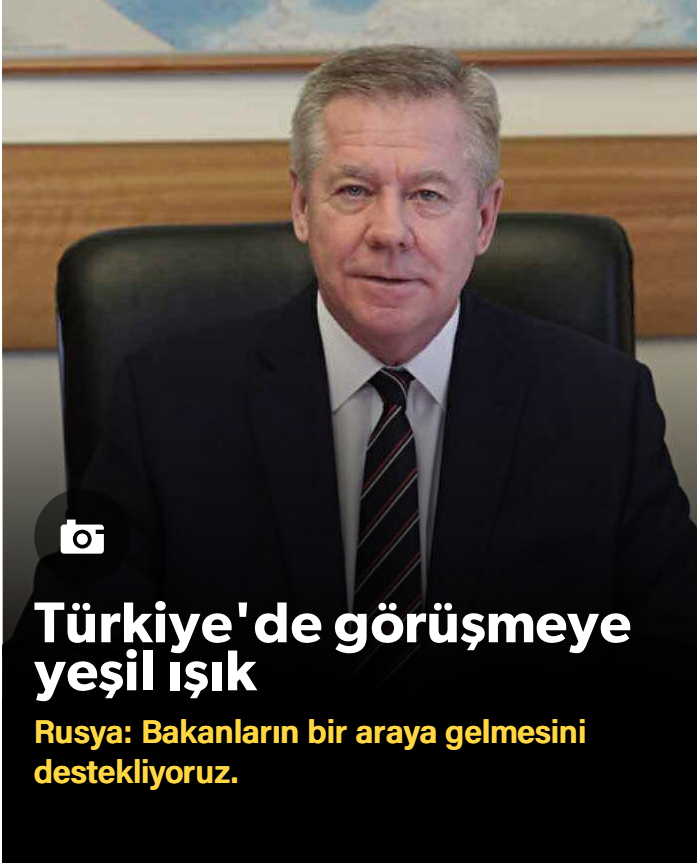 Türkiye'de görüşmeye
yeşil ışık
Rusya: Bakanların bir araya gelmesini
destekliyoruz.